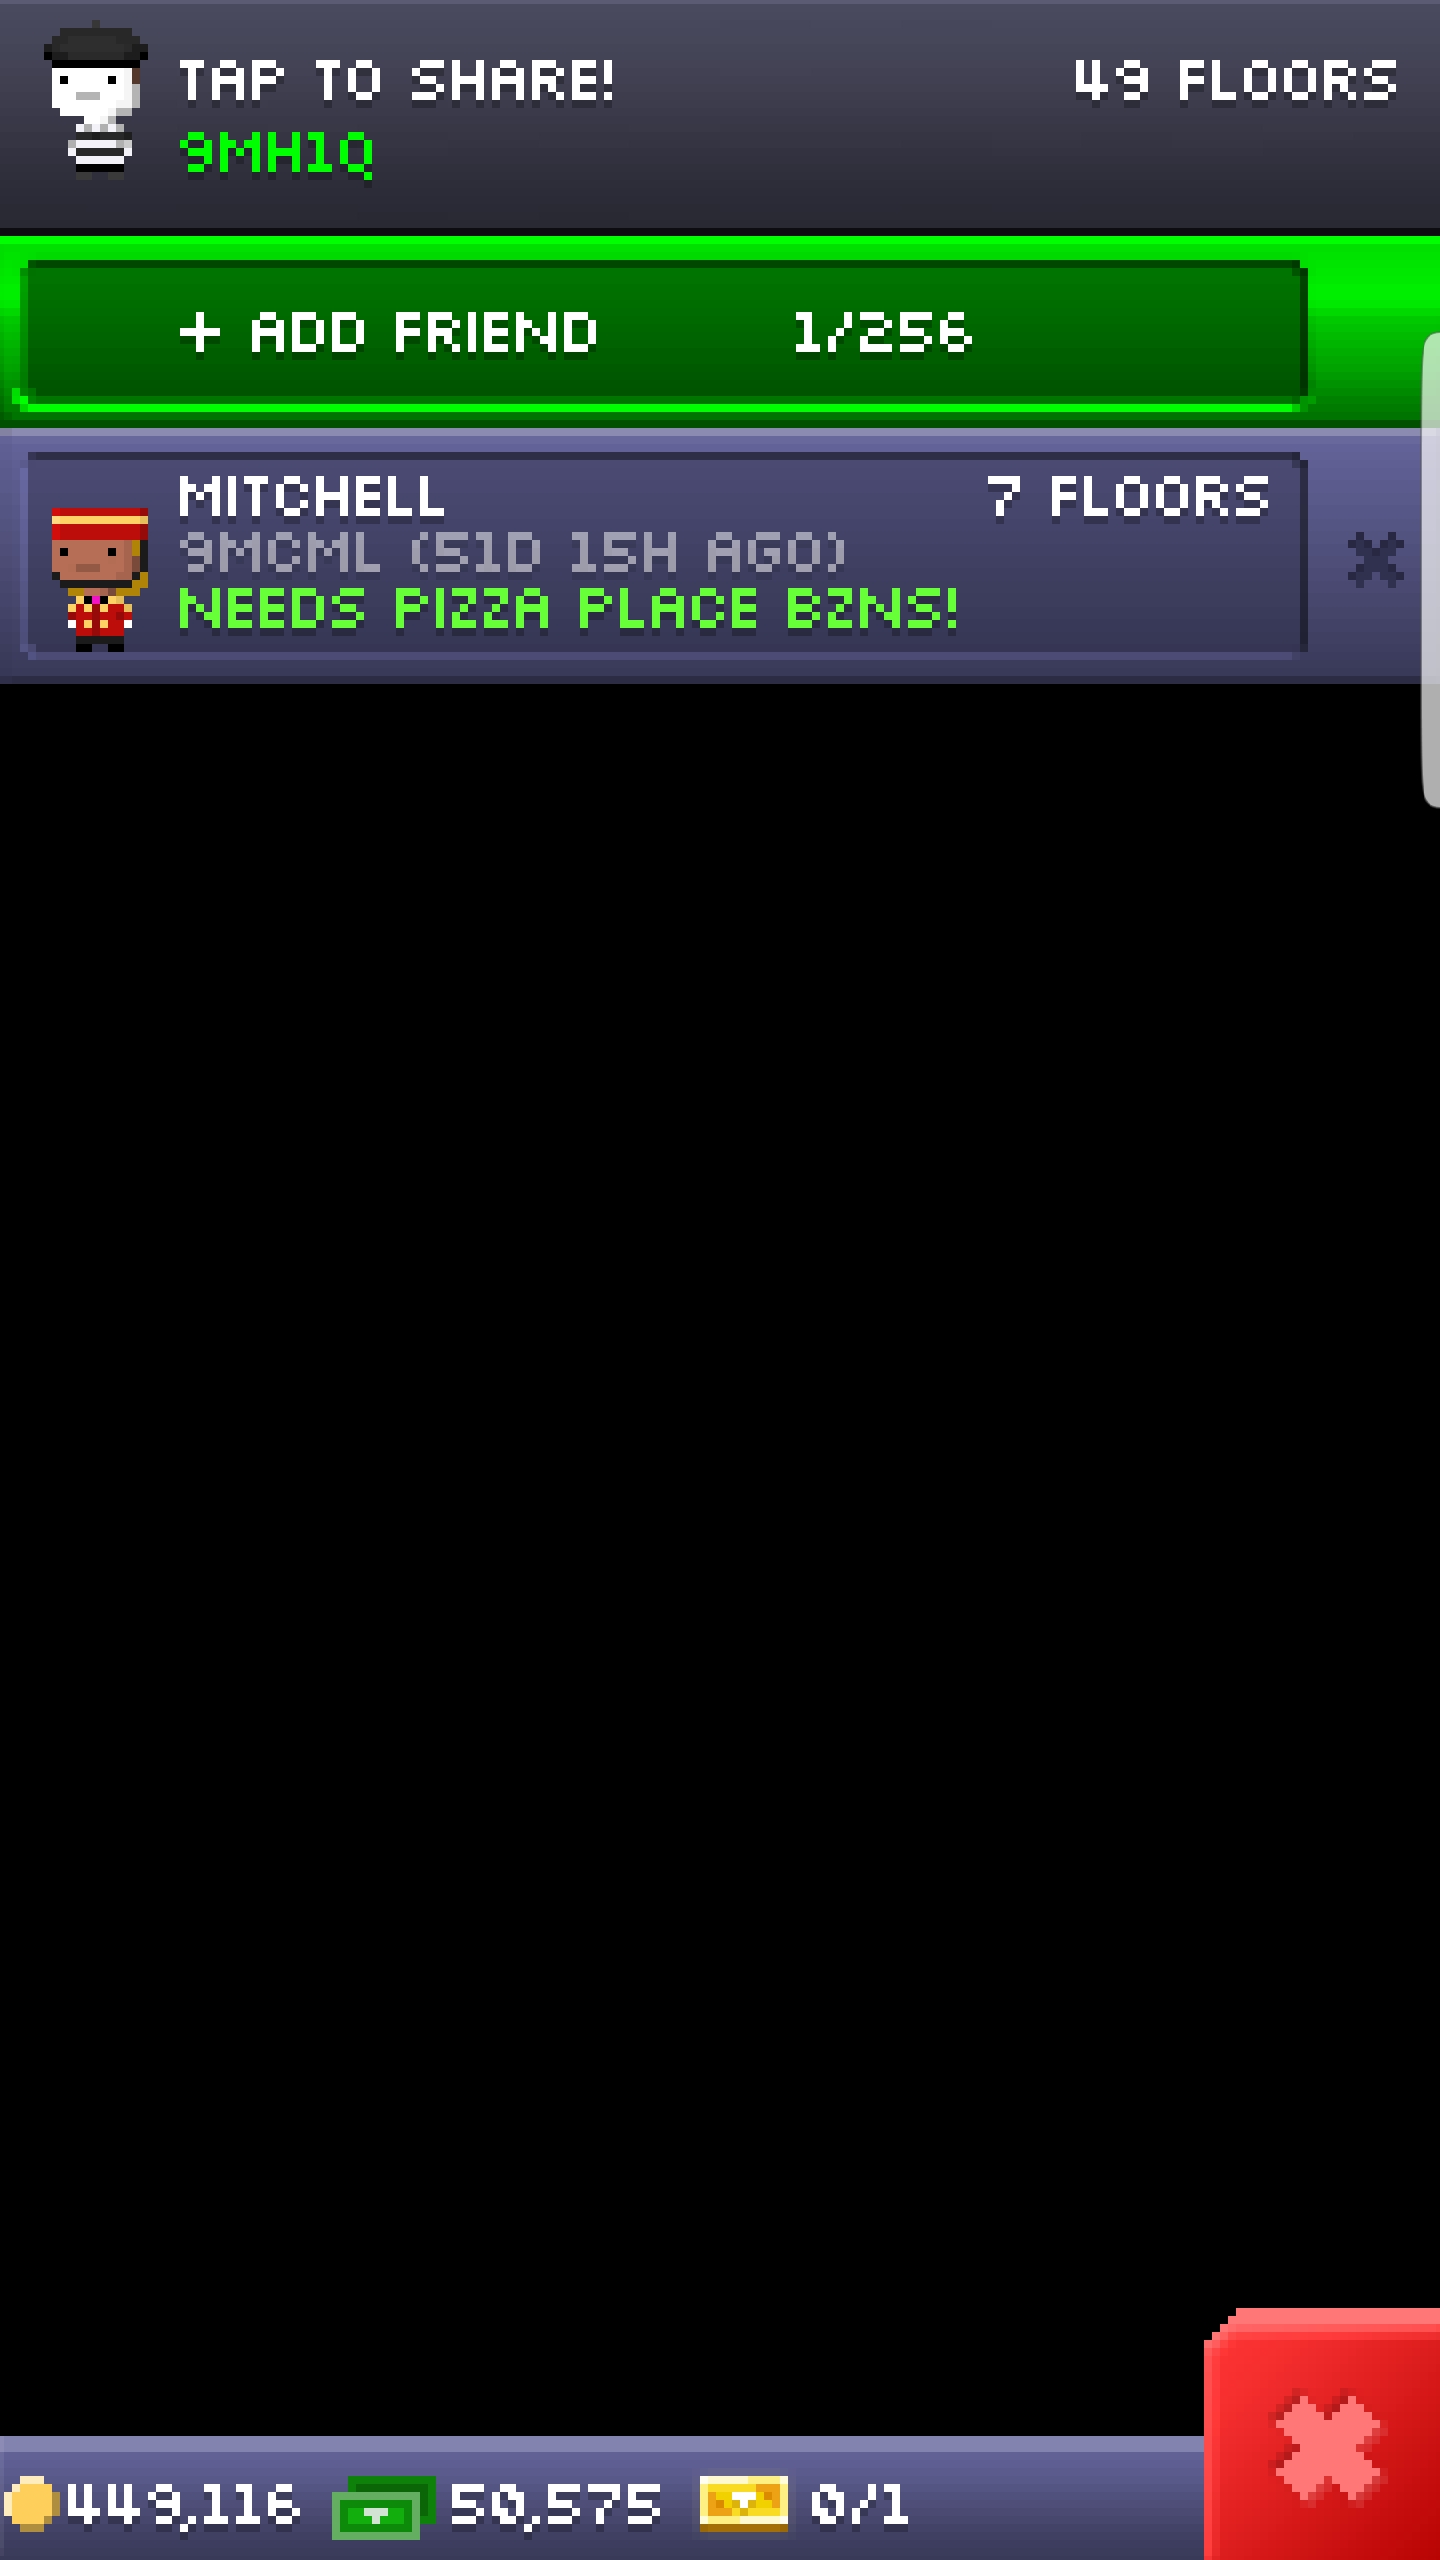 TAP TO SHARE!
49 FLOORS
9MH1Q
+ ADD FRIEND 1/256
MITCHELL
7 FLOORS
9MCML (51D 15H AGO)
NEEDS PIZZA PLACE BZNS!
449,116 50,575 0/1